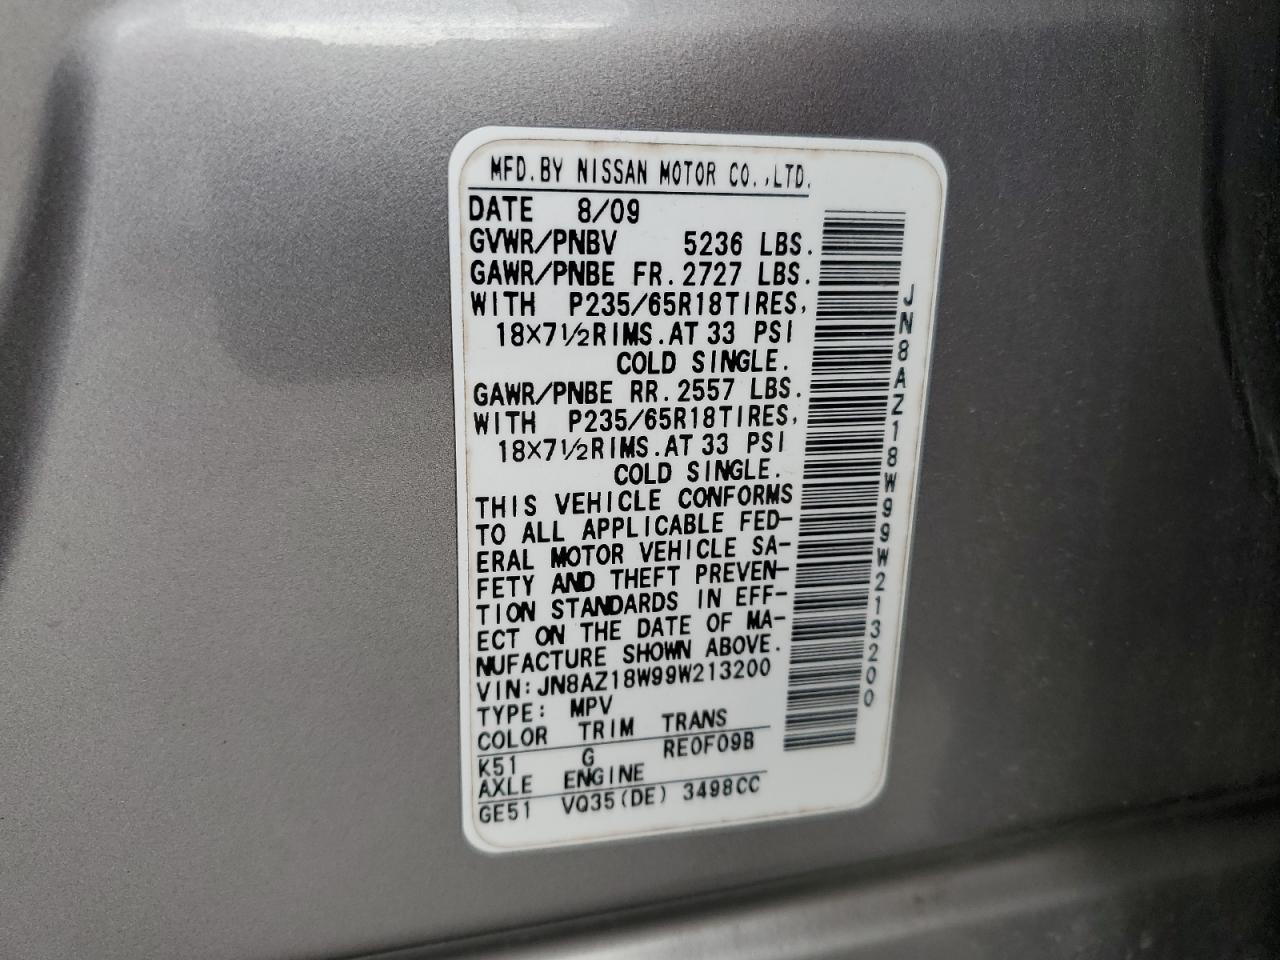 MFD.BY NISSAN MOTOR CO.,LTD.
DATE 8/09
GVWR/PNBV 5236 LBS.
GAWR/PNBE FR.2727 LBS.
WITH P235/65R18TIRES,
18×7½RIMS.AT 33 PSI
COLD SINGLE.
GAWR/PNBE RR.2557 LBS.
WITH P235/65R18TIRES,
18×7½RIMS.AT 33 PSI
COLD SINGLE.
THIS VEHICLE CONFORMS
TO ALL APPLICABLE FED-
ERAL MOTOR VEHICLE SA-
FETY AND THEFT PREVEN-
TION STANDARDS IN EFF-
ECT ON THE DATE OF MA-
NUFACTURE SHOWN ABOVE.
VIN:JN8AZ18W99W213200
TYPE: MPV
COLOR TRIM TRANS
K51 G RE0F09B
AXLE ENGINE
GE51 VQ35(DE) 3498CC
JN8AZ18W99W213200